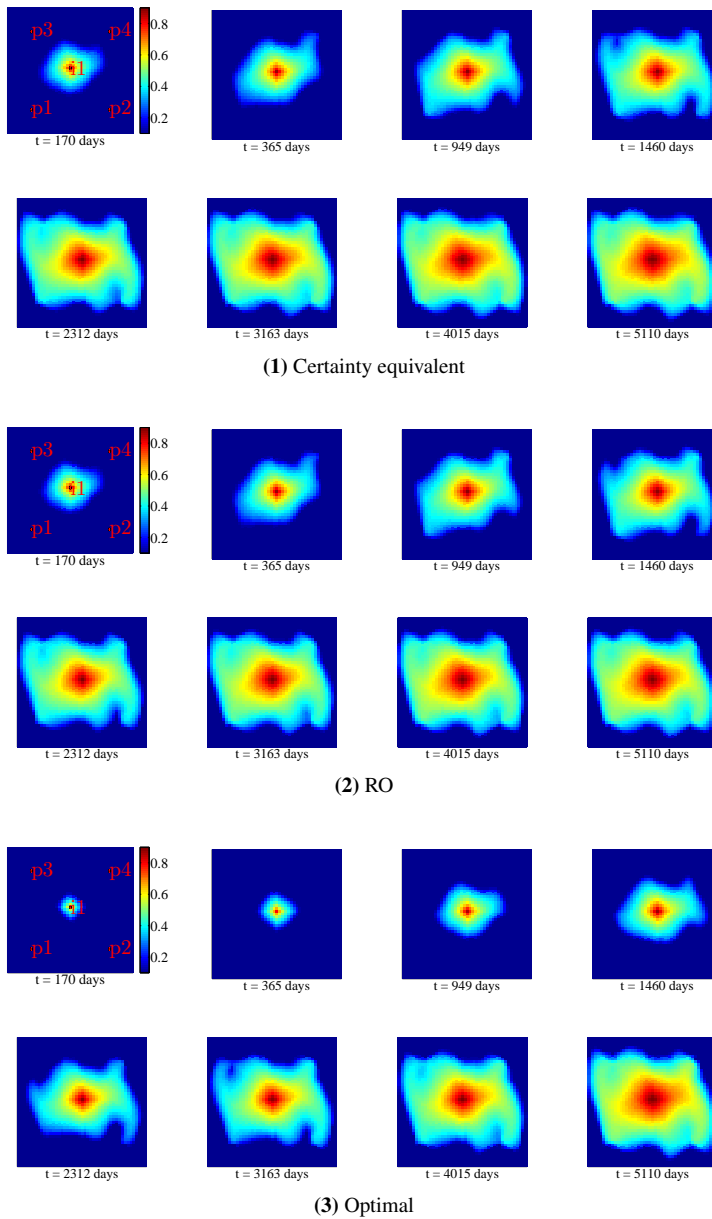 p3 p4
i1
p1 p2
0.8
0.6
0.4
0.2
t = 170 days
t = 365 days
t = 949 days
t = 1460 days
t = 2312 days
t = 3163 days
t = 4015 days
t = 5110 days
(1) Certainty equivalent
p3 p4
i1
p1 p2
0.8
0.6
0.4
0.2
t = 170 days
t = 365 days
t = 949 days
t = 1460 days
t = 2312 days
t = 3163 days
t = 4015 days
t = 5110 days
(2) RO
p3 p4
i1
p1 p2
0.8
0.6
0.4
0.2
t = 170 days
t = 365 days
t = 949 days
t = 1460 days
t = 2312 days
t = 3163 days
t = 4015 days
t = 5110 days
(3) Optimal